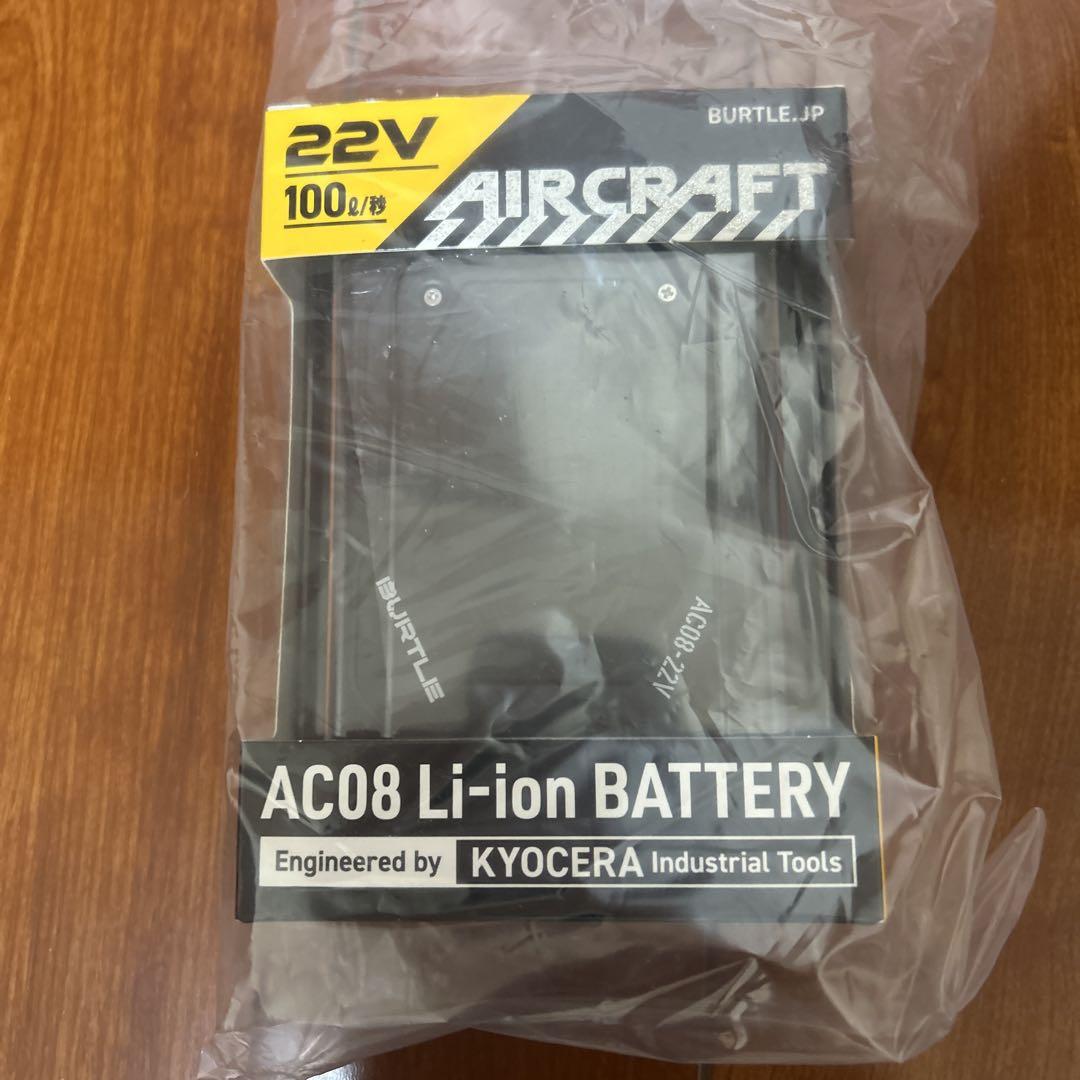 22V
100ℓ/秒
BURTLE.JP
AIRCRAFT
BURTLE
AC08-22V
AC08 Li-ion BATTERY
Engineered by KYOCERA Industrial Tools